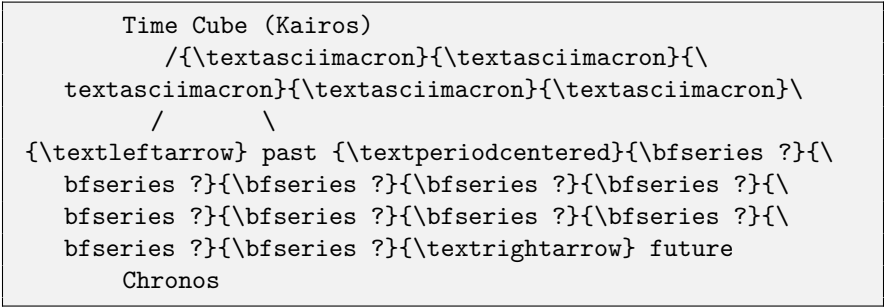 Time Cube (Kairos)
/{\textasciimacron}{\textasciimacron}{\
textasciimacron}{\textasciimacron}{\textasciimacron}\
/ \
{\textleftarrow} past {\textperiodcentered}{\bfseries ?}{\
bfseries ?}{\bfseries ?}{\bfseries ?}{\bfseries ?}{\
bfseries ?}{\bfseries ?}{\bfseries ?}{\bfseries ?}{\
bfseries ?}{\bfseries ?}{\textrightarrow} future
Chronos